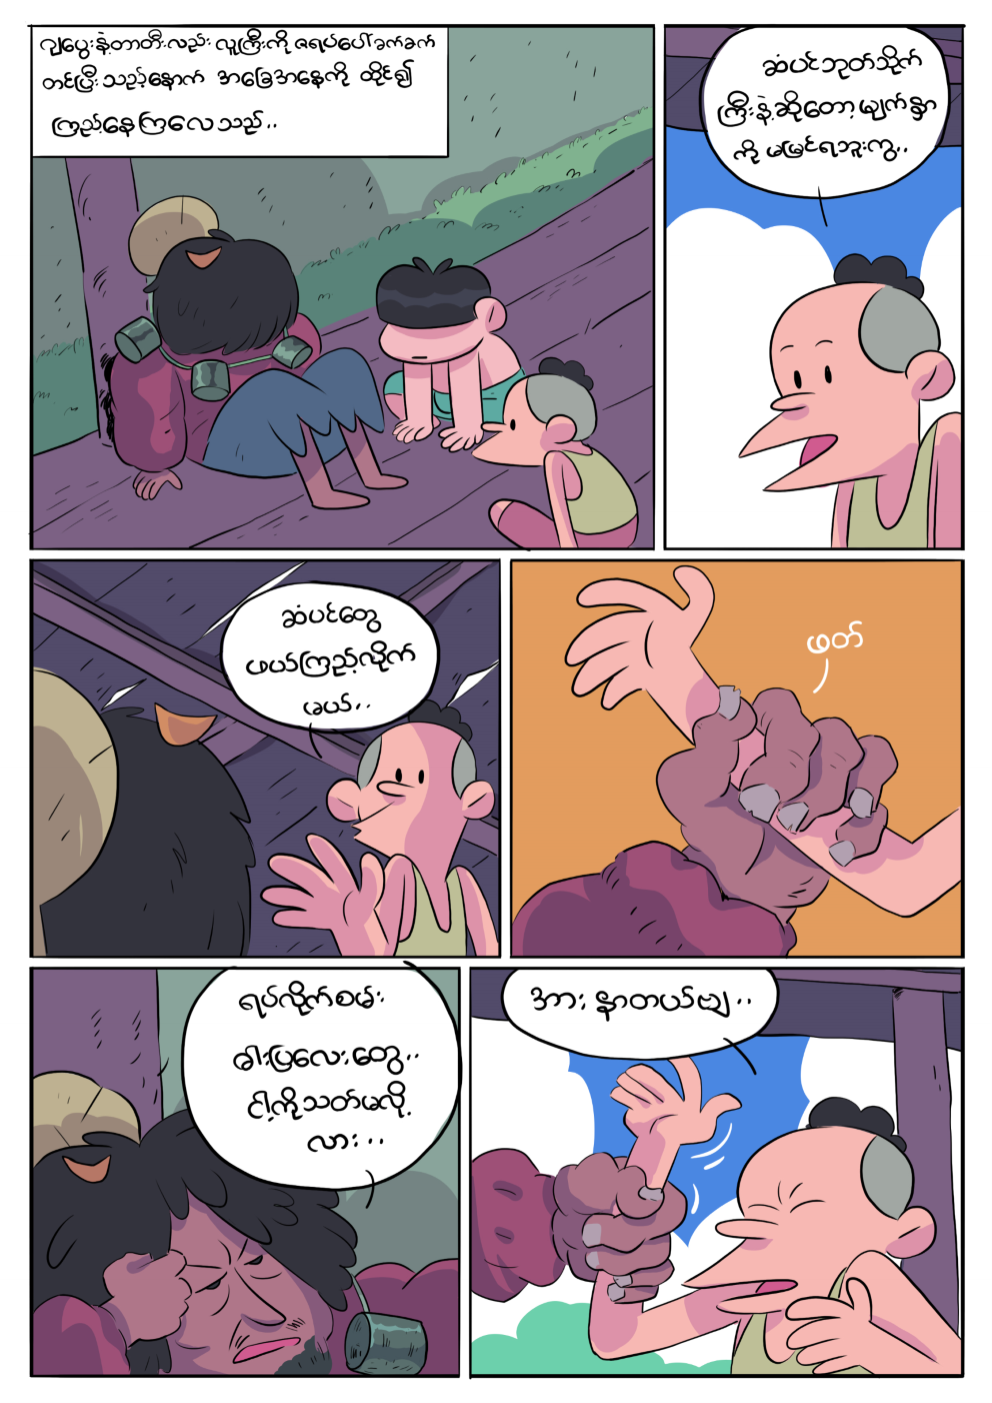 ဂျပွေးနဲ့တာတီးလည်း လူကြီးကို ဇရပ်ပေါ်ခက်ခက်
တင်ပြီးသည့်နောက် အခြေအနေကို ထိုင်၍
ကြည့်နေကြလေသည်..
ဆံပင်ဘုတ်သိုက်
ကြီးနဲ့ဆိုတော့မျက်နှာ
ကို မမြင်ရဘူးကွ..
ဆံပင်တွေ
ဖယ်ကြည့်လိုက်
မယ်..
ဖုတ်
ရပ်လိုက်စမ်း
ဓါးပြလေးတွေ..
ငါ့ကိုသတ်မလို့
လား..
အား နာတယ်ဗျ..